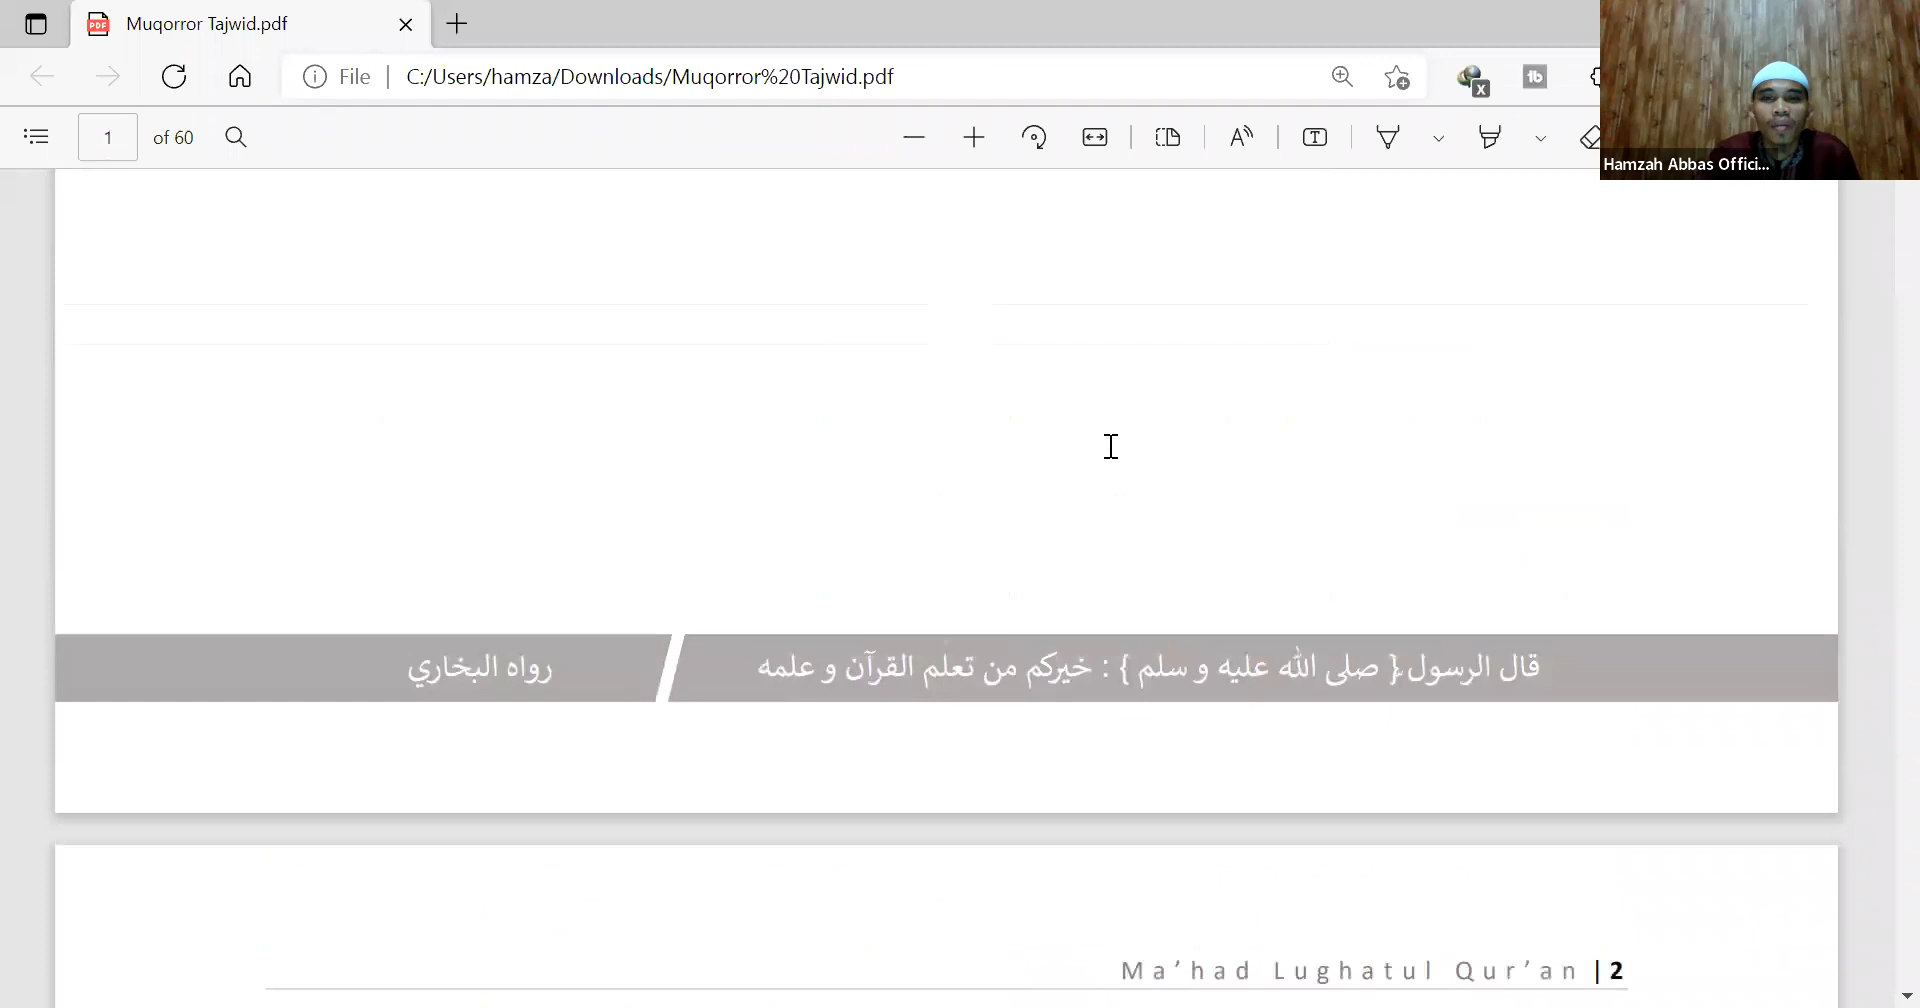 Muqorror Tajwid.pdf
File | C:/Users/hamza/Downloads/Muqorror%20Tajwid.pdf
1 of 60
Hamzah Abbas Offici...
قال الرسول { صلى الله عليه و سلم } : خيركم من تعلم القرآن و علمه
رواه البخاري
Ma’had Lughatul Qur’an |2